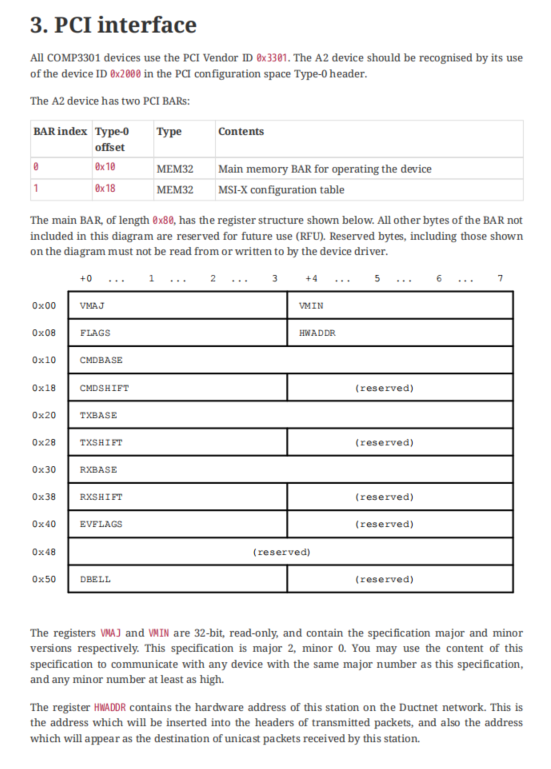 3. PCI interface
All COMP3301 devices use the PCI Vendor ID 0x3301. The A2 device should be recognised by its use
of the device ID 0x2000 in the PCI configuration space Type-0 header.
The A2 device has two PCI BARs:
BAR index Type-0 offset Type Contents
0 0x10 MEM32 Main memory BAR for operating the device
1 0x18 MEM32 MSI-X configuration table
The main BAR, of length 0x80, has the register structure shown below. All other bytes of the BAR not
included in this diagram are reserved for future use (RFU). Reserved bytes, including those shown
on the diagram must not be read from or written to by the device driver.
+0 ... 1 ... 2 ... 3 +4 ... 5 ... 6 ... 7
0x00 VMAJ VMIN
0x08 FLAGS HWADDR
0x10 CMDBASE
0x18 CMDSHIFT (reserved)
0x20 TXBASE
0x28 TXSHIFT (reserved)
0x30 RXBASE
0x38 RXSHIFT (reserved)
0x40 EVFLAGS (reserved)
0x48 (reserved)
0x50 DBELL (reserved)
The registers VMAJ and VMIN are 32-bit, read-only, and contain the specification major and minor
versions respectively. This specification is major 2, minor 0. You may use the content of this
specification to communicate with any device with the same major number as this specification,
and any minor number at least as high.
The register HWADDR contains the hardware address of this station on the Ductnet network. This is
the address which will be inserted into the headers of transmitted packets, and also the address
which will appear as the destination of unicast packets received by this station.